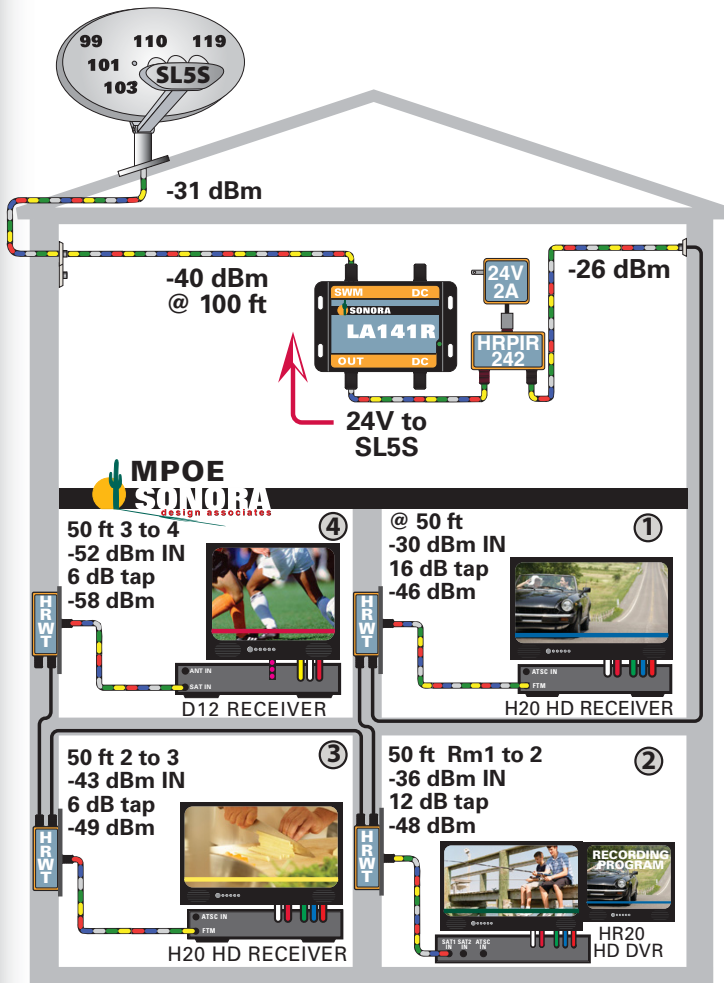 99 110 119
101
103
SL5S
-31 dBm
-40 dBm
@ 100 ft
SWM DC
SONORA
LA141R
OUT DC
24V
2A
HRPIR
242
-26 dBm
24V to
SL5S
MPOE
SONORA
design associates
50 ft 3 to 4
-52 dBm IN
6 dB tap
-58 dBm
4
HRWT
ANT IN
SAT IN
D12 RECEIVER
@ 50 ft
-30 dBm IN
16 dB tap
-46 dBm
1
HRWT
ATSC IN
FTM
H20 HD RECEIVER
50 ft 2 to 3
-43 dBm IN
6 dB tap
-49 dBm
3
HRWT
ATSC IN
FTM
H20 HD RECEIVER
50 ft Rm1 to 2
-36 dBm IN
12 dB tap
-48 dBm
2
HRWT
RECORDING
PROGRAM
SAT1 SAT2 ATSC
IN IN IN
HR20
HD DVR